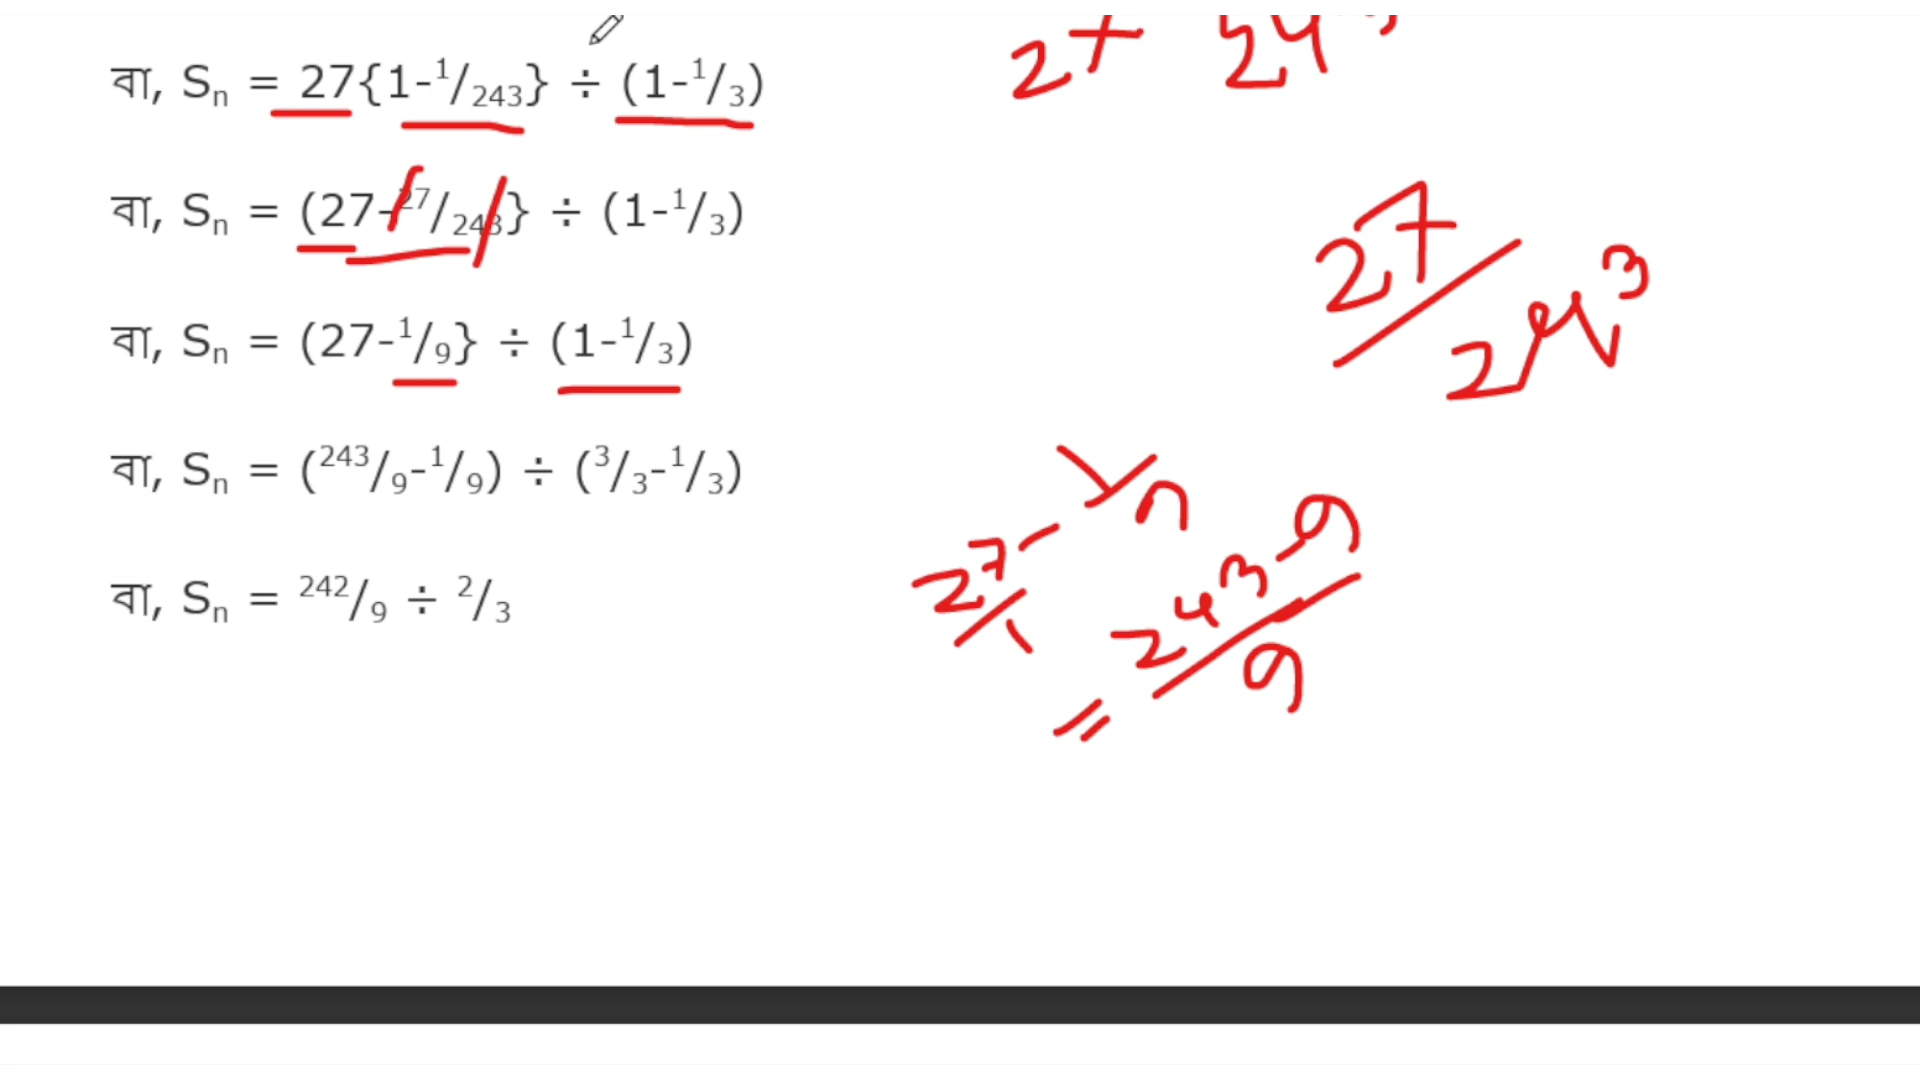 বা, Sₙ = 27{1-¹/₂₄₃} ÷ (1-¹/₃)
বা, Sₙ = (27-²⁷/₂₄₃} ÷ (1-¹/₃)
বা, Sₙ = (27-¹/₉} ÷ (1-¹/₃)
বা, Sₙ = (²⁴³/₉-¹/₉) ÷ (³/₃-¹/₃)
বা, Sₙ = ²⁴²/₉ ÷ ²/₃
27 243
27/243
27/1 - 1/9
= 243-9/9